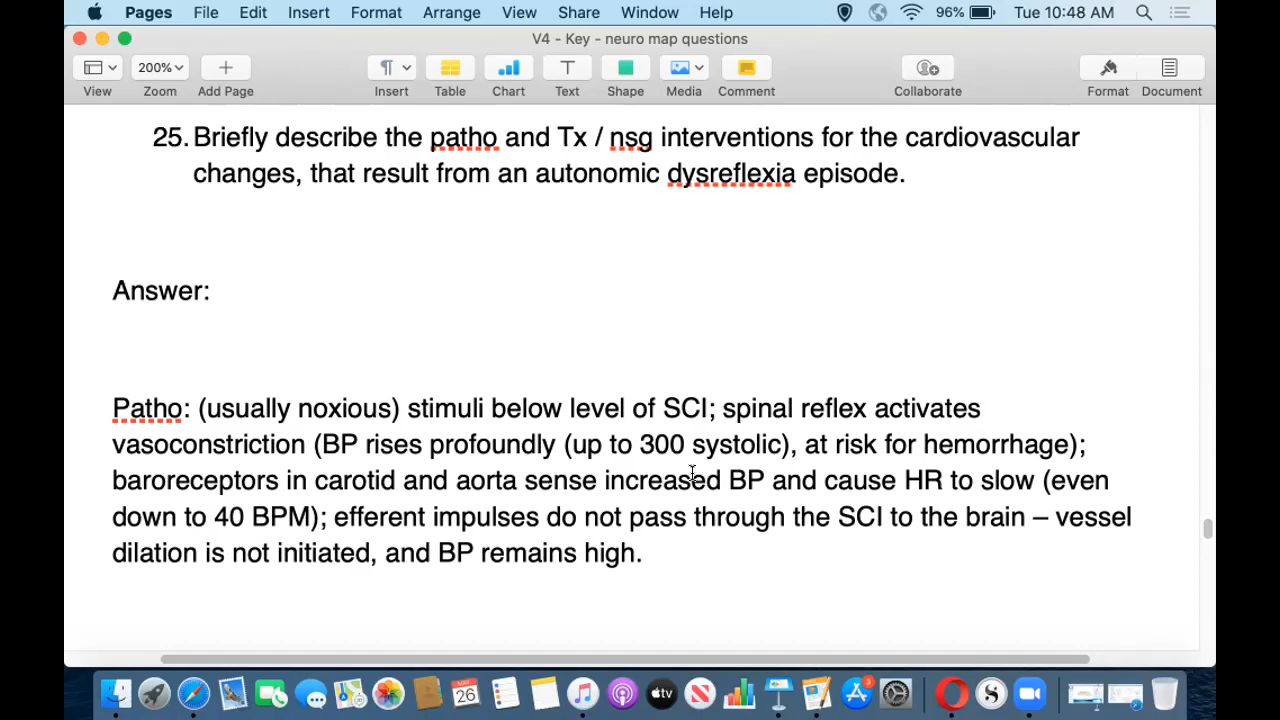 Pages File Edit Insert Format Arrange View Share Window Help 96% Tue 10:48 AM
V4 - Key - neuro map questions
200%
View Zoom Add Page Insert Table Chart Text Shape Media Comment Collaborate Format Document
25. Briefly describe the patho and Tx / nsg interventions for the cardiovascular
changes, that result from an autonomic dysreflexia episode.
Answer:
Patho: (usually noxious) stimuli below level of SCI; spinal reflex activates
vasoconstriction (BP rises profoundly (up to 300 systolic), at risk for hemorrhage);
baroreceptors in carotid and aorta sense increased BP and cause HR to slow (even
down to 40 BPM); efferent impulses do not pass through the SCI to the brain – vessel
dilation is not initiated, and BP remains high.
MAY
26
tv
3